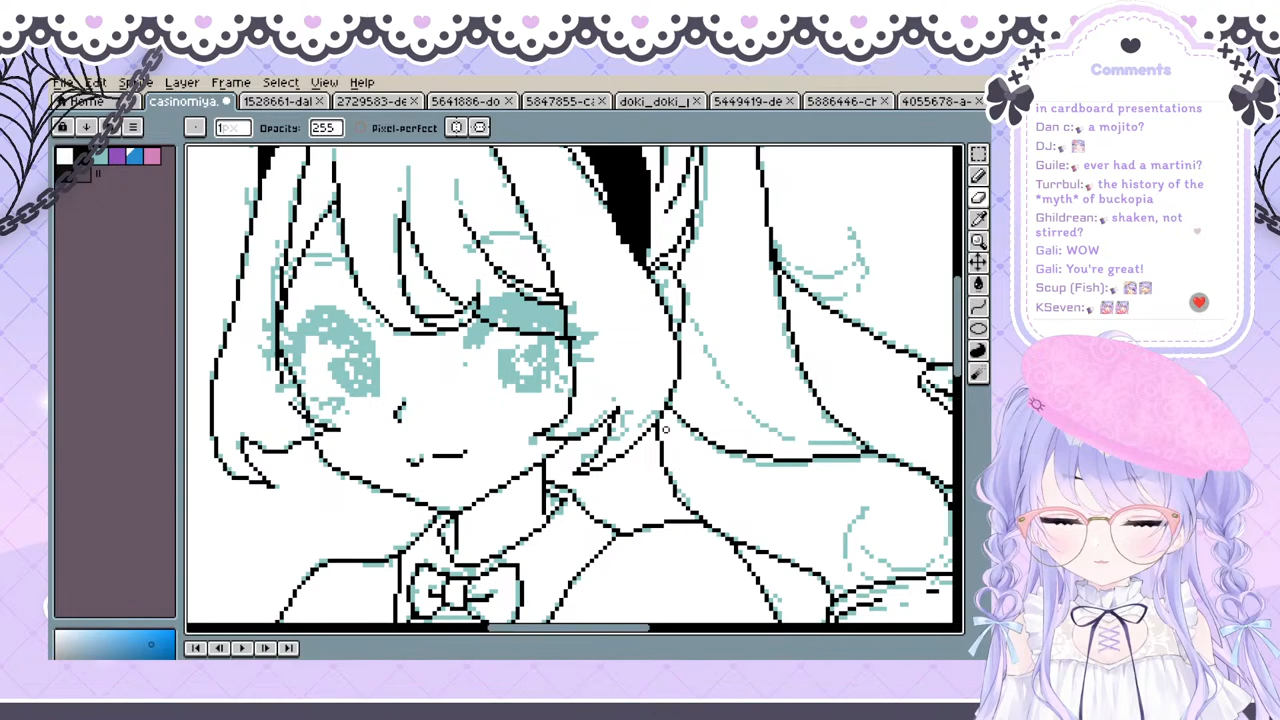 File Edit Sprite Layer Frame Select View Help
Home casinomiya. 1528661-dal 2729583-de 5641886-do 5847855-ca doki_doki_l 5449419-de 5886446-ch 4055678-a-
1px Opacity: 255 Pixel-perfect
Comments
in cardboard presentations
Dan c: a mojito?
DJ:
Guile: ever had a martini?
Turrbul: the history of the
*myth* of buckopia
Ghildrean: shaken, not
stirred?
Gali: WOW
Gali: You're great!
Scup (Fish):
KSeven: